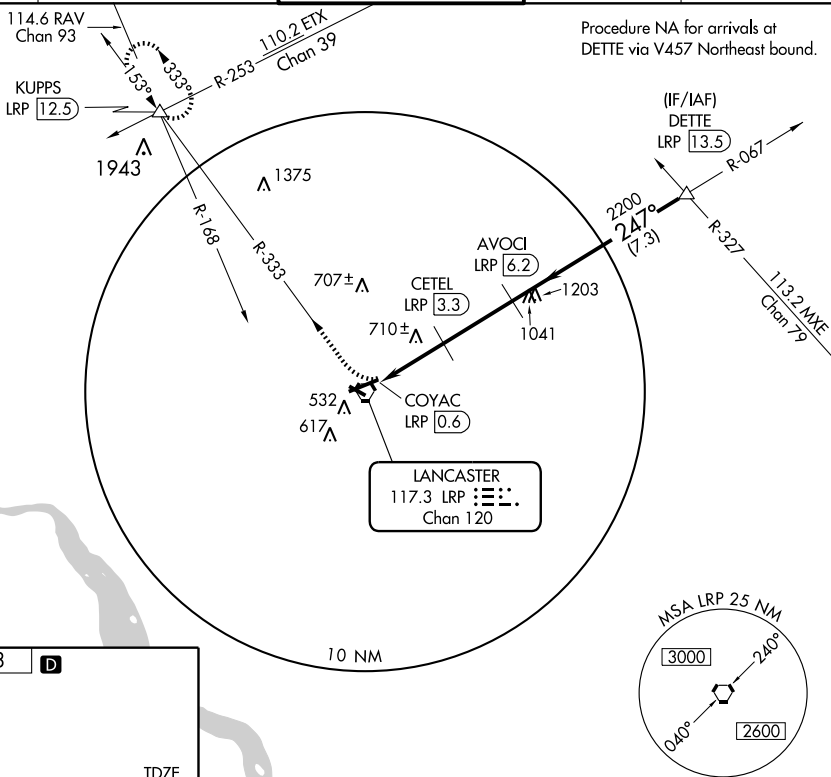 114.6 RAV
Chan 93
110.2 ETX
R-253
Chan 39
Procedure NA for arrivals at
DETTE via V457 Northeast bound.
153°
333°
KUPPS
LRP 12.5
1943
1375
R-168
R-333
(IF/IAF)
DETTE
LRP 13.5
R-067
2200
247°
(7.3)
R-327
113.2 MXE
Chan 79
AVOCI
LRP 6.2
1203
1041
707±
CETEL
LRP 3.3
710±
532
617
COYAC
LRP 0.6
LANCASTER
117.3 LRP
Chan 120
10 NM
MSA LRP 25 NM
3000
240°
040°
2600
D
TDZE